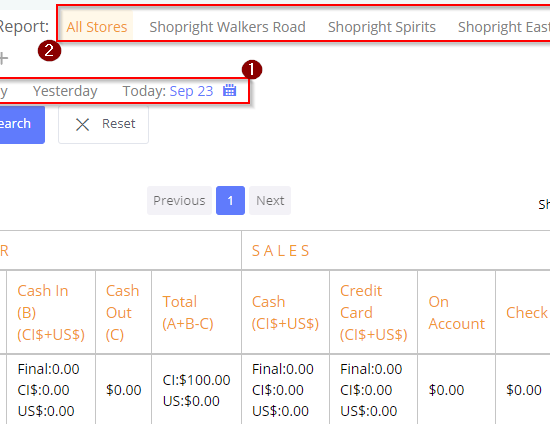 Report: All Stores Shopright Walkers Road Shopright Spirits Shopright East
2
1
y Yesterday Today: Sep 23
earch Reset
Previous 1 Next
Sh
R SALES
Cash In (B) (CI$+US$) Cash Out (C) Total (A+B-C) Cash (CI$+US$) Credit Card (CI$+US$) On Account Check
Final:0.00 CI$:0.00 US$:0.00 $0.00 CI:$100.00 US:$0.00 Final:0.00 CI$:0.00 US$:0.00 Final:0.00 CI$:0.00 US$:0.00 $0.00 $0.00